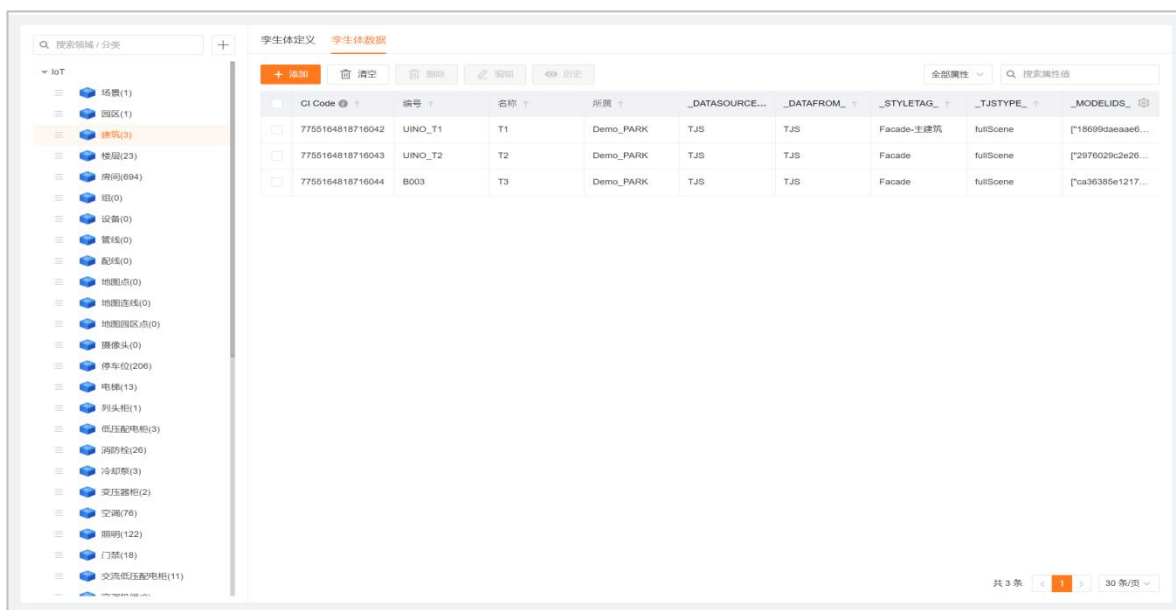 搜索领域 / 分类
IoT
场景(1)
园区(1)
建筑(3)
楼层(23)
房间(694)
组(0)
设备(0)
管线(0)
配线(0)
地图点(0)
地图连线(0)
地图园区点(0)
摄像头(0)
停车位(206)
电梯(13)
列头柜(1)
低压配电柜(3)
消防栓(26)
冷却泵(3)
变压器柜(2)
空调(76)
照明(122)
门禁(18)
交流低压配电柜(11)
孪生体定义 孪生体数据
添加 清空 删除 编辑 历史 全部属性 搜索属性值
CI Code 编号 名称 所属 _DATASOURCE... _DATAFROM_ _STYLETAG_ _TJSTYPE_ _MODELIDS_
7755164818716042 UINO_T1 T1 Demo_PARK TJS TJS Facade-主建筑 fullScene ["18699daeaae6...
7755164818716043 UINO_T2 T2 Demo_PARK TJS TJS Facade fullScene ["2976029c2e26...
7755164818716044 B003 T3 Demo_PARK TJS TJS Facade fullScene ["ca36385e1217...
共 3 条 < 1 > 30 条/页